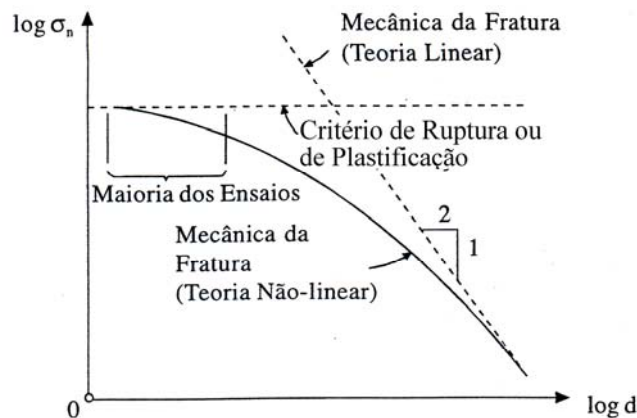 log σₙ
Mecânica da Fratura
(Teoria Linear)
Critério de Ruptura ou
de Plastificação
Maioria dos Ensaios
2
1
Mecânica da
Fratura
(Teoria Não-linear)
0
log d